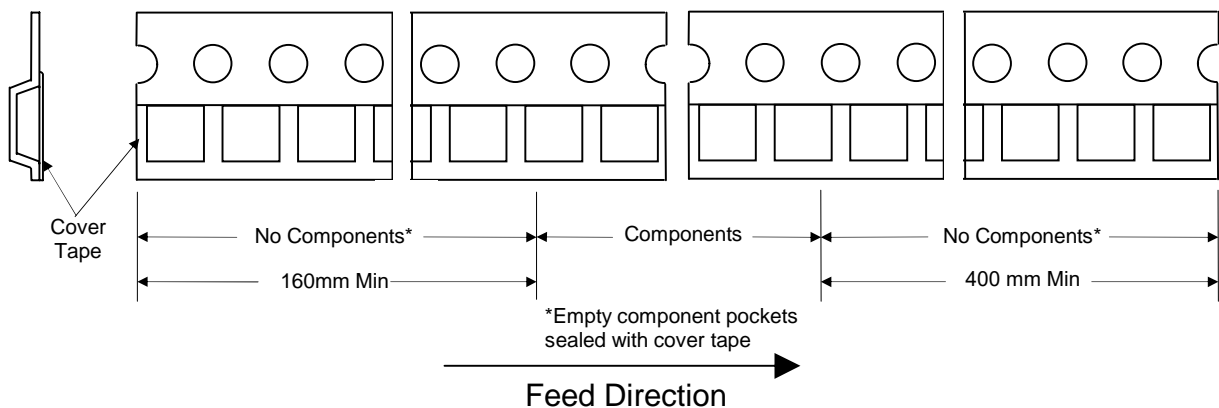 Cover
Tape
No Components*
Components
No Components*
160mm Min
400 mm Min
*Empty component pockets
sealed with cover tape
Feed Direction